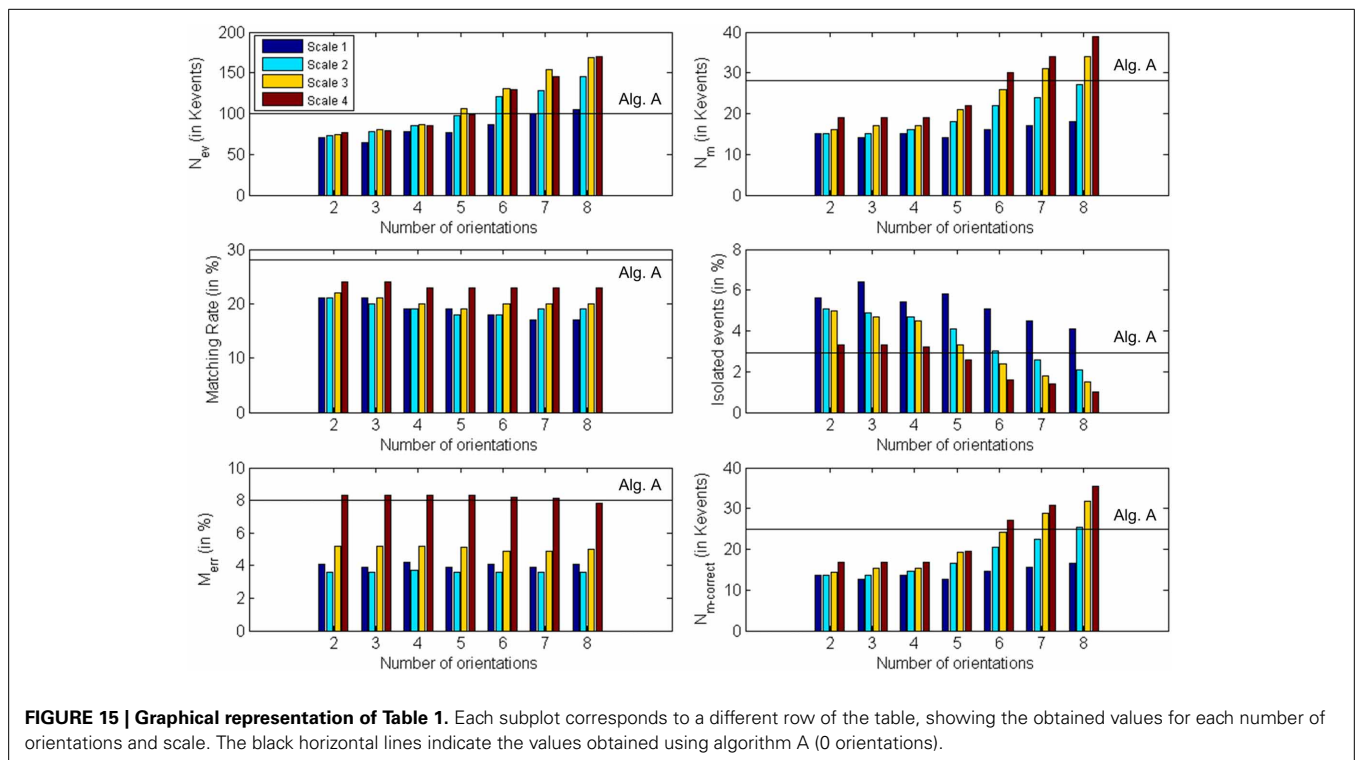 200
150
100
50
0
N_ev (in Kevents)
Scale 1
Scale 2
Scale 3
Scale 4
Alg. A
2 3 4 5 6 7 8
Number of orientations
40
30
20
10
0
N_m (in Kevents)
Alg. A
2 3 4 5 6 7 8
Number of orientations
30
20
10
0
Matching Rate (in %)
Alg. A
2 3 4 5 6 7 8
Number of orientations
8
6
4
2
0
Isolated events (in %)
Alg. A
2 3 4 5 6 7 8
Number of orientations
10
8
6
4
2
0
M_err (in %)
Alg. A
2 3 4 5 6 7 8
Number of orientations
40
30
20
10
0
N_m-correct (in Kevents)
Alg. A
2 3 4 5 6 7 8
Number of orientations
FIGURE 15 | Graphical representation of Table 1. Each subplot corresponds to a different row of the table, showing the obtained values for each number of
orientations and scale. The black horizontal lines indicate the values obtained using algorithm A (0 orientations).